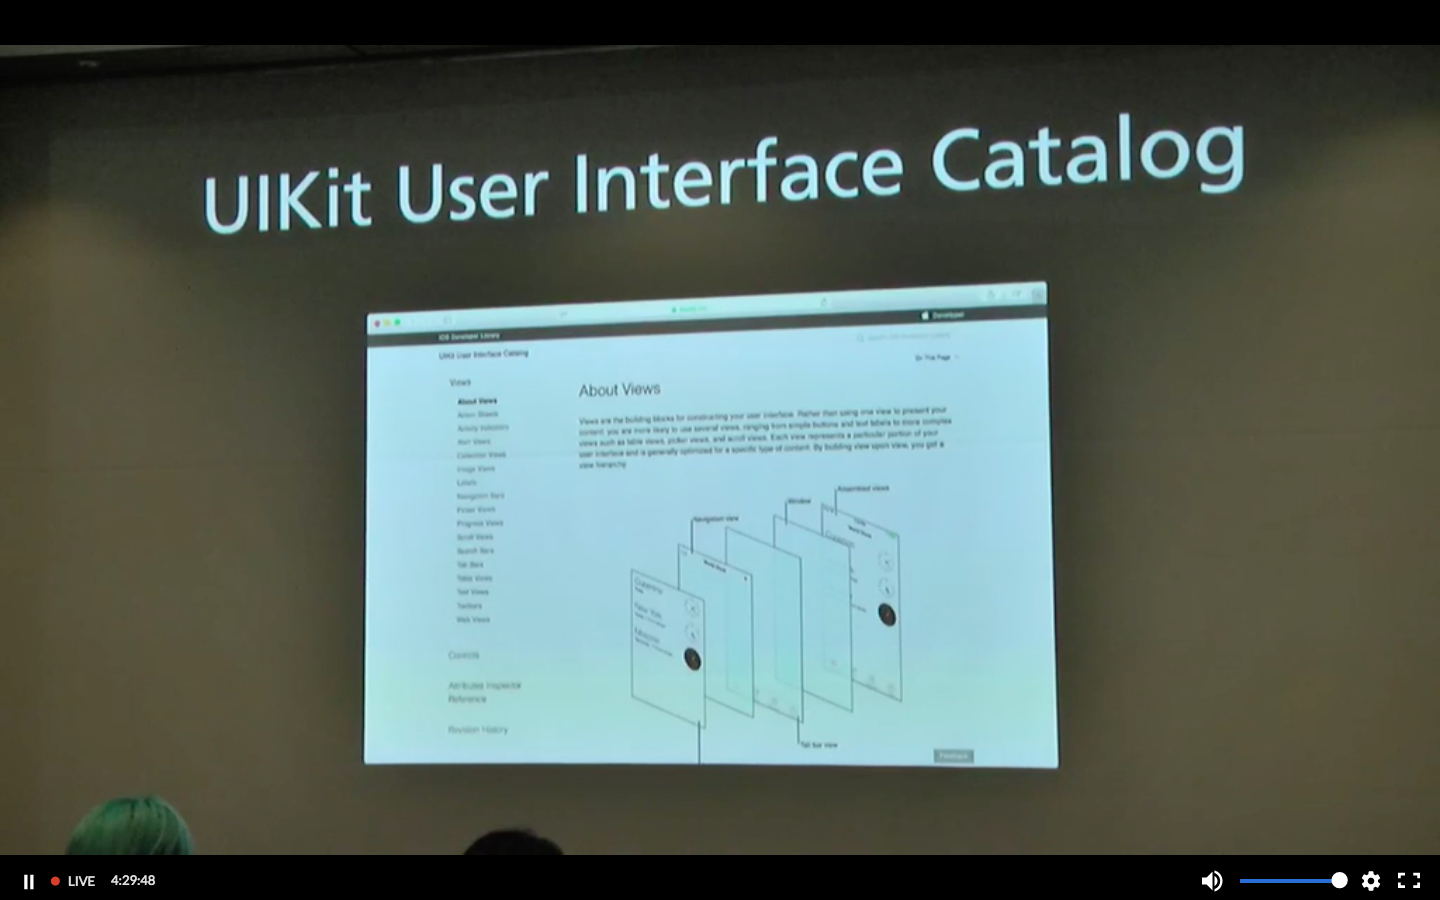 UIKit User Interface Catalog
iOS Developer Library
Developer
UIKit User Interface Catalog
On This Page
Views
About Views
Action Sheets
Activity Indicators
Alert Views
Collection Views
Image Views
Labels
Navigation Bars
Picker Views
Progress Views
Scroll Views
Search Bars
Tab Bars
Table Views
Text Views
Toolbars
Web Views
Controls
Attributes Inspector
Reference
Revision History
About Views
Views are the building blocks for constructing your user interface. Rather than using one view to present your
content, you are more likely to use several views, ranging from simple buttons and text labels to more complex
views such as table views, picker views, and scroll views. Each view represents a particular portion of your
user interface and is generally optimized for a specific type of content. By building view upon view, you get a
view hierarchy.
Assembled views
Window
Navigation view
Cupertino
New York
Moscow
Tab bar view
Feedback
LIVE 4:29:48